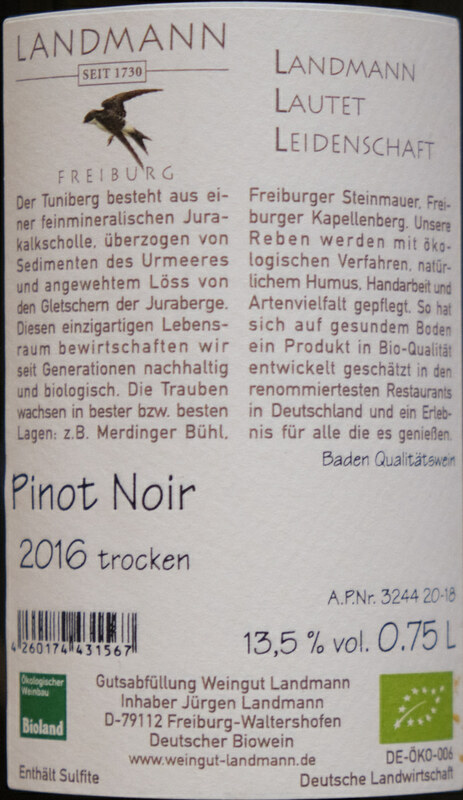 LANDMANN
SEIT 1730
FREIBURG
LANDMANN
LAUTET
LEIDENSCHAFT
Der Tuniberg besteht aus ei-
ner feinmineralischen Jura-
kalkscholle, überzogen von
Sedimenten des Urmeeres
und angewehtem Löss von
den Gletschern der Juraberge.
Diesen einzigartigen Lebens-
raum bewirtschaften wir
seit Generationen nachhaltig
und biologisch. Die Trauben
wachsen in bester bzw. besten
Lagen: z.B. Merdinger Bühl,
Freiburger Steinmauer, Frei-
burger Kapellenberg. Unsere
Reben werden mit öko-
logischen Verfahren, natür-
lichem Humus, Handarbeit und
Artenvielfalt gepflegt. So hat
sich auf gesundem Boden
ein Produkt in Bio-Qualität
entwickelt geschätzt in den
renommiertesten Restaurants
in Deutschland und ein Erleb-
nis für alle die es genießen.
Baden Qualitätswein
Pinot Noir
2016 trocken
A.P.Nr. 3244 20-18
4 260174 431567
13,5 % vol. 0.75 L
Ökologischer
Weinbau
Bioland
Gutsabfüllung Weingut Landmann
Inhaber Jürgen Landmann
D-79112 Freiburg-Waltershofen
Deutscher Biowein
www.weingut-landmann.de
Enthält Sulfite
DE-ÖKO-006
Deutsche Landwirtschaft